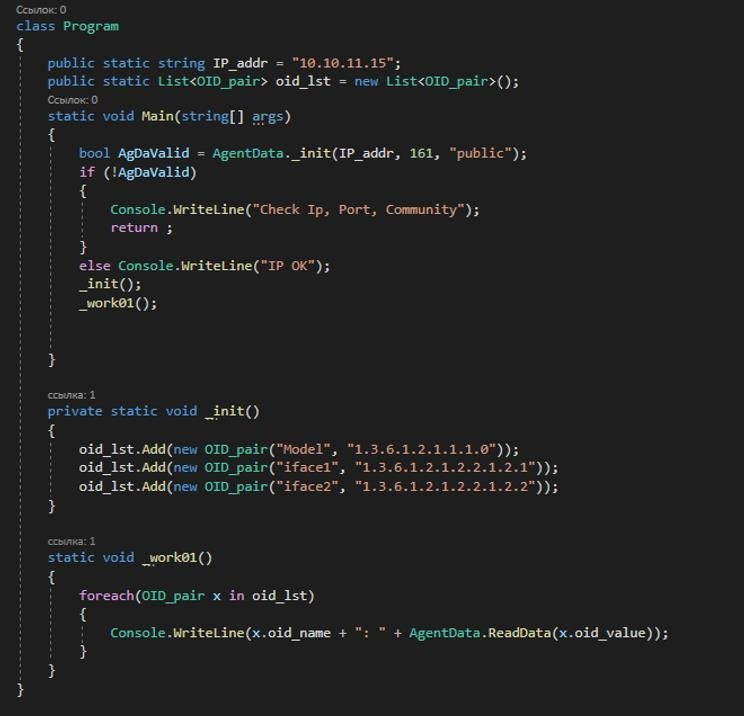 Ссылок: 0
class Program
{
public static string IP_addr = "10.10.11.15";
public static List<OID_pair> oid_lst = new List<OID_pair>();
Ссылок: 0
static void Main(string[] args)
{
bool AgDaValid = AgentData._init(IP_addr, 161, "public");
if (!AgDaValid)
{
Console.WriteLine("Check Ip, Port, Community");
return ;
}
else Console.WriteLine("IP OK");
_init();
_work01();
}
ссылка: 1
private static void _init()
{
oid_lst.Add(new OID_pair("Model", "1.3.6.1.2.1.1.1.0"));
oid_lst.Add(new OID_pair("iface1", "1.3.6.1.2.1.2.2.1.2.1"));
oid_lst.Add(new OID_pair("iface2", "1.3.6.1.2.1.2.2.1.2.2"));
}
ссылка: 1
static void _work01()
{
foreach(OID_pair x in oid_lst)
{
Console.WriteLine(x.oid_name + ": " + AgentData.ReadData(x.oid_value));
}
}
}